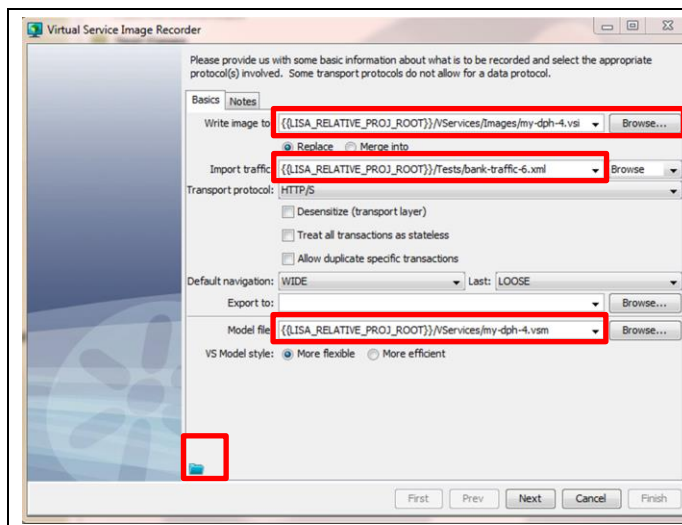 Virtual Service Image Recorder
Please provide us with some basic information about what is to be recorded and select the appropriate
protocol(s) involved. Some transport protocols do not allow for a data protocol.
Basics Notes
Write image to {{LISA_RELATIVE_PROJ_ROOT}}/VServices/Images/my-dph-4.vsi Browse...
Replace Merge into
Import traffic {{LISA_RELATIVE_PROJ_ROOT}}/Tests/bank-traffic-6.xml Browse
Transport protocol: HTTP/S
Desensitize (transport layer)
Treat all transactions as stateless
Allow duplicate specific transactions
Default navigation: WIDE Last: LOOSE
Export to: Browse...
Model file {{LISA_RELATIVE_PROJ_ROOT}}/VServices/my-dph-4.vsm Browse...
VS Model style: More flexible More efficient
First Prev Next Cancel Finish